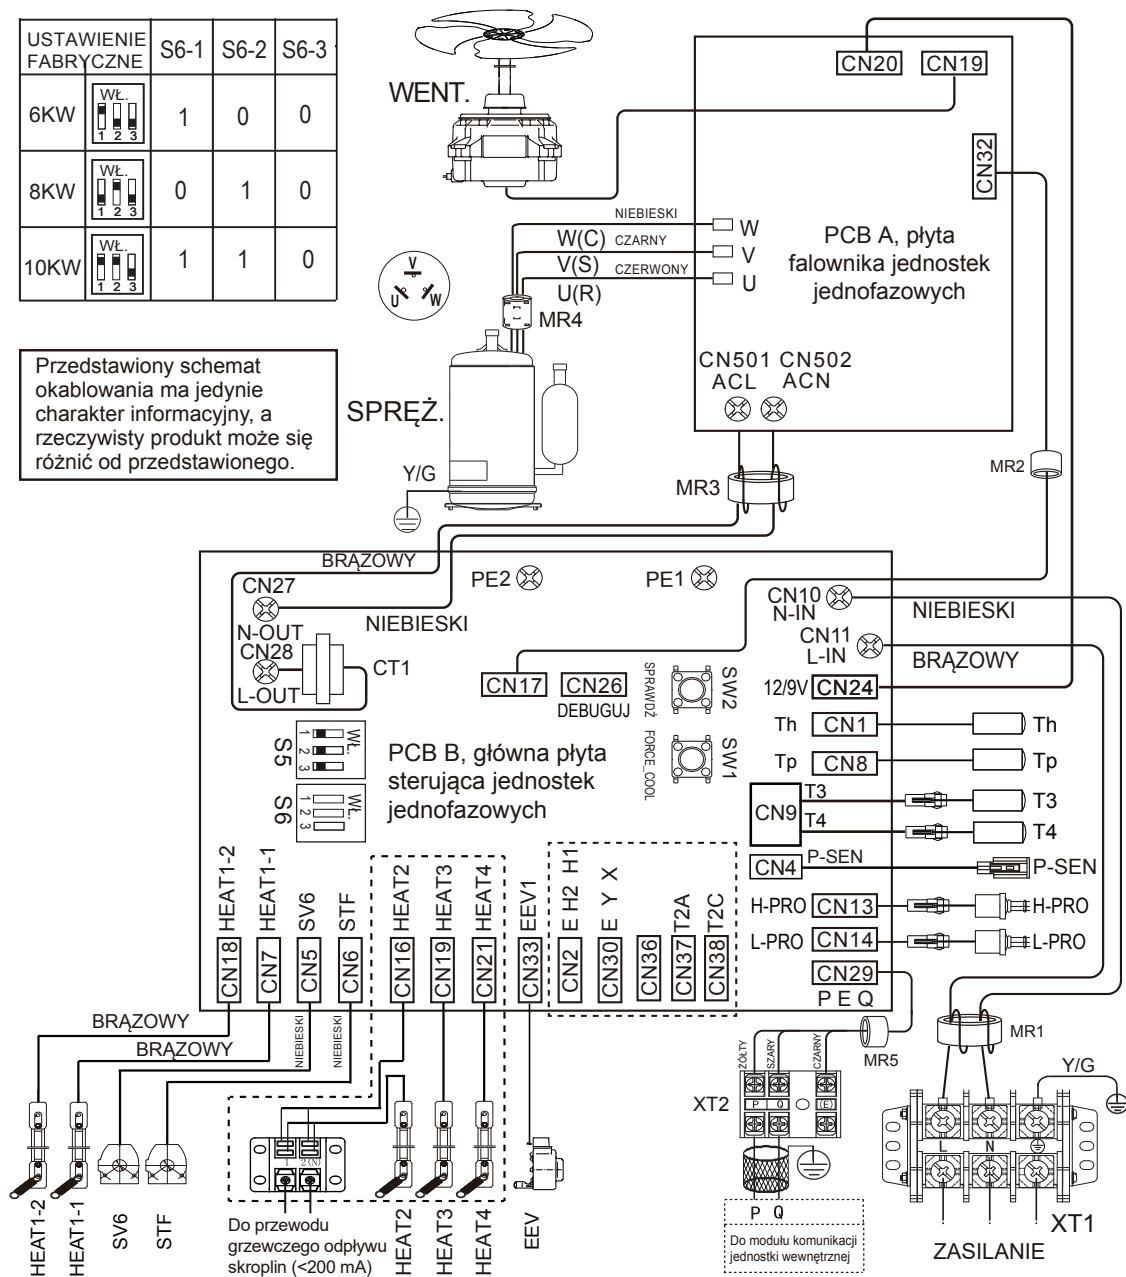 USTAWIENIE
FABRYCZNE
S6-1
S6-2
S6-3
6KW
WŁ.
1 2 3
1
0
0
8KW
WŁ.
1 2 3
0
1
0
10KW
WŁ.
1 2 3
1
1
0
Przedstawiony schemat
okablowania ma jedynie
charakter informacyjny, a
rzeczywisty produkt może się
różnić od przedstawionego.
WENT.
CN20
CN19
CN32
NIEBIESKI
W
W(C) CZARNY
V
V(S) CZERWONY
U
U(R)
MR4
V
U W
PCB A, płyta
falownika jednostek
jednofazowych
CN501 CN502
ACL ACN
SPRĘŻ.
Y/G
MR3
MR2
BRĄZOWY
CN27
N-OUT
NIEBIESKI
CN28
L-OUT
CT1
PE2
PE1
CN10
N-IN
NIEBIESKI
CN11
L-IN
BRĄZOWY
CN17
CN26
DEBUGUJ
SPRAWDŹ
SW2
FORCE_COOL
SW1
12/9V CN24
Th CN1 Th
Tp CN8 Tp
CN9
T3 T3
T4 T4
CN4 P-SEN P-SEN
H-PRO CN13 H-PRO
L-PRO CN14 L-PRO
CN29
P E Q
S5
WŁ.
1 2 3
S6
WŁ.
1 2 3
PCB B, główna płyta
sterująca jednostek
jednofazowych
CN18 HEAT1-2
CN7 HEAT1-1
CN5 SV6
CN6 STF
CN16 HEAT2
CN19 HEAT3
CN21 HEAT4
CN33 EEV1
CN2 E H2 H1
CN30 E Y X
CN36
CN37 T2A
CN38 T2C
BRĄZOWY
BRĄZOWY
NIEBIESKI
NIEBIESKI
1 2(N)
Do przewodu
grzewczego odpływu
skroplin (<200 mA)
HEAT1-2
HEAT1-1
SV6
STF
HEAT2
HEAT3
HEAT4
EEV
ŻÓŁTY
SZARY
CZARNY
MR5
XT2
P Q (E)
P Q
Do modułu komunikacji
jednostki wewnętrznej
MR1
Y/G
L N
XT1
ZASILANIE